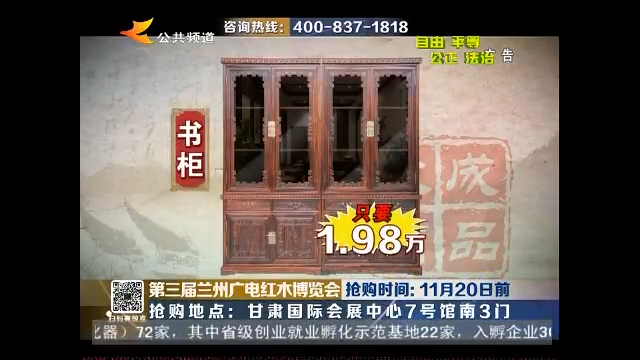 公共频道
咨询热线：400-837-1818
自由 平等
公正 法治
广告
书柜
成品
只要
1.98万
第三届兰州广电红木博览会
抢购时间：11月20日前
抢购地点：甘肃国际会展中心7号馆南3门
化器）72家，其中省级创业就业孵化示范基地22家，入孵企业30